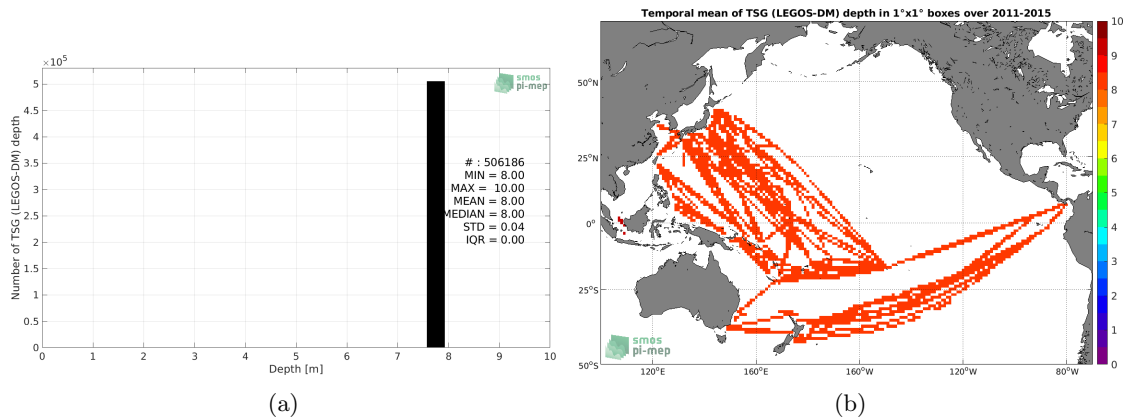 ×10⁵
5
4.5
4
3.5
3
2.5
2
1.5
1
0.5
0
0 1 2 3 4 5 6 7 8 9 10
Number of TSG (LEGOS-DM) depth
Depth [m]
smos
pi-mep
# : 506186
MIN = 8.00
MAX = 10.00
MEAN = 8.00
MEDIAN = 8.00
STD = 0.04
IQR = 0.00
(a)
Temporal mean of TSG (LEGOS-DM) depth in 1°x1° boxes over 2011-2015
50°N
25°N
0°
25°S
50°S
120°E 160°E 160°W 120°W 80°W
smos
pi-mep
10
9
8
7
6
5
4
3
2
1
0
(b)